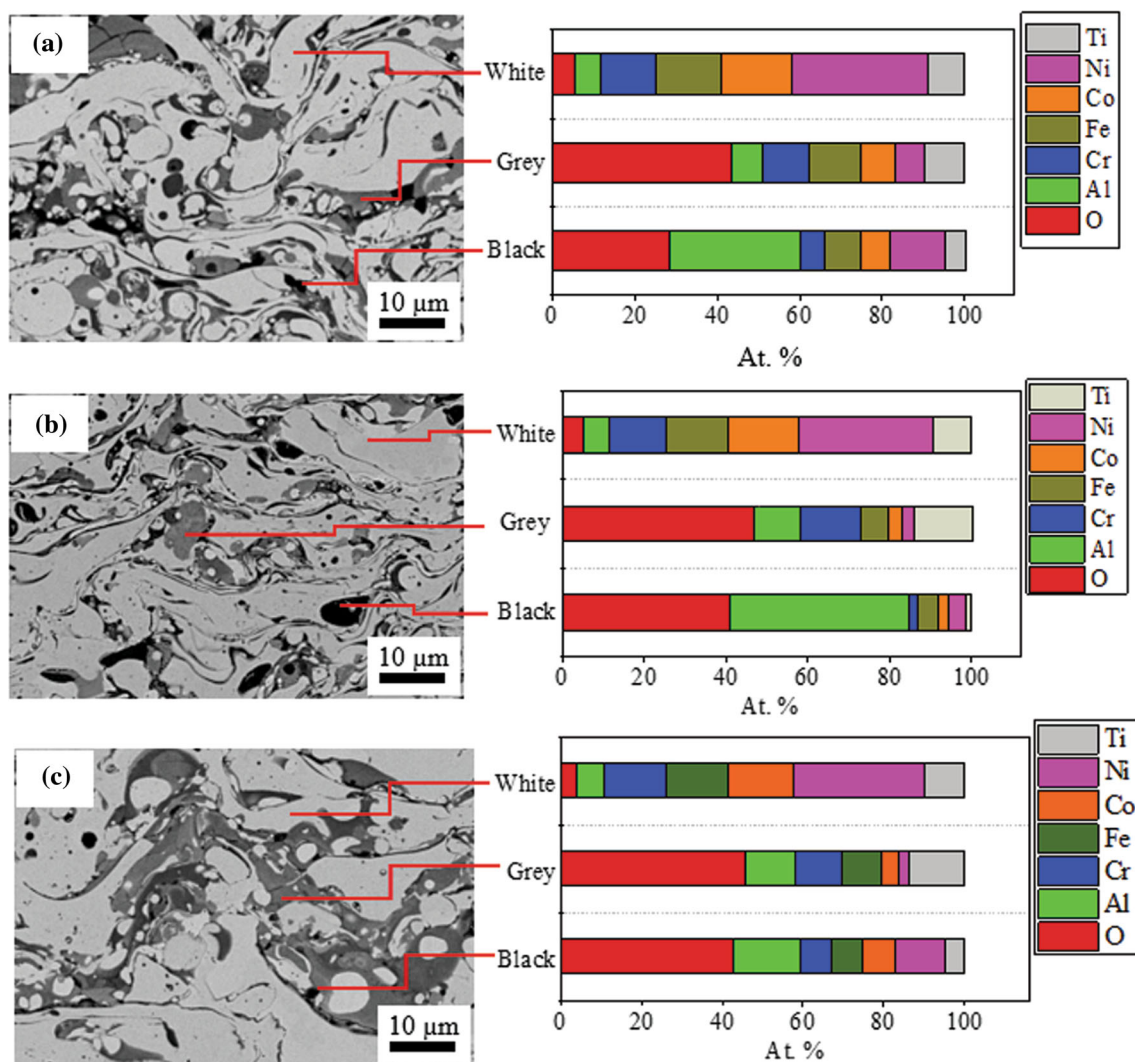 (a)
White
Grey
Black
10 µm
0 20 40 60 80 100
At. %
Ti
Ni
Co
Fe
Cr
Al
O
(b)
White
Grey
Black
10 µm
0 20 40 60 80 100
At. %
Ti
Ni
Co
Fe
Cr
Al
O
(c)
White
Grey
Black
10 µm
0 20 40 60 80 100
At. %
Ti
Ni
Co
Fe
Cr
Al
O